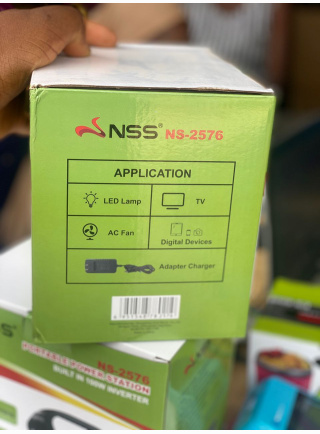 NSS® NS-2576
APPLICATION
LED Lamp
TV
AC Fan
Digital Devices
Adapter Charger
S®
NS-2576
PORTABLE POWER STATION
BUILT IN 100W INVERTER